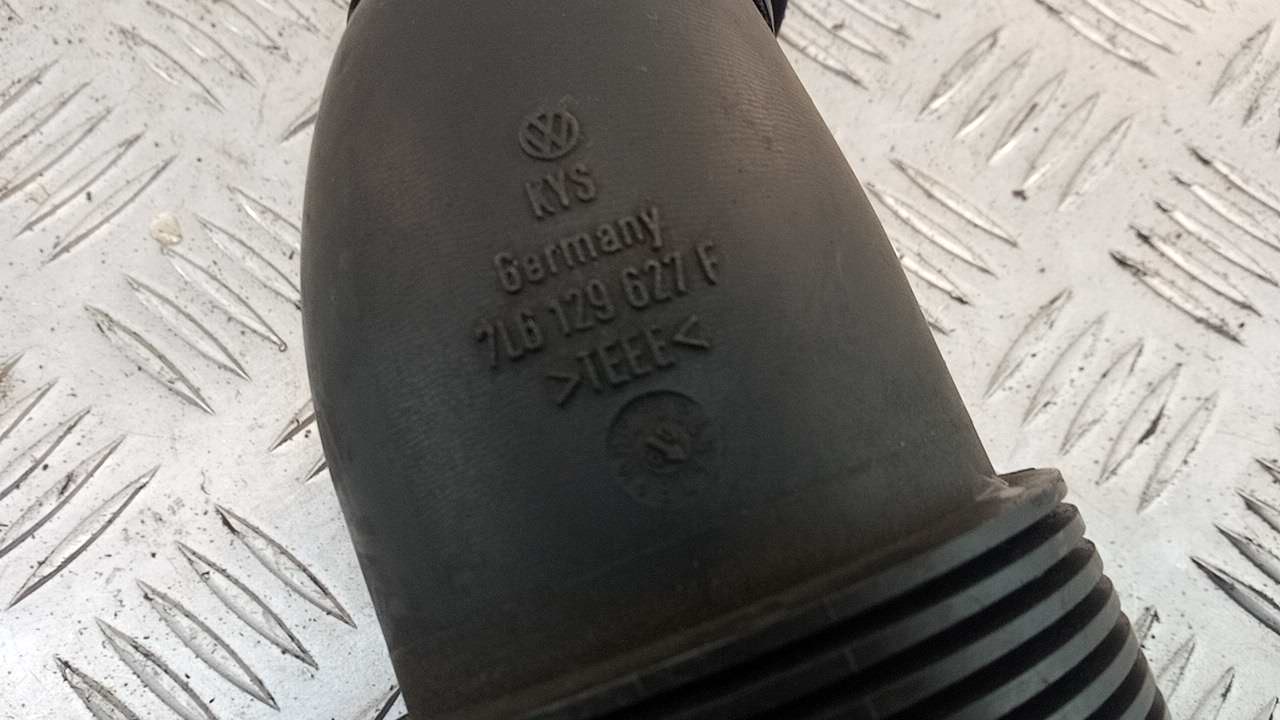 KYS
Germany
7L6 129 627 F
>TEEE<